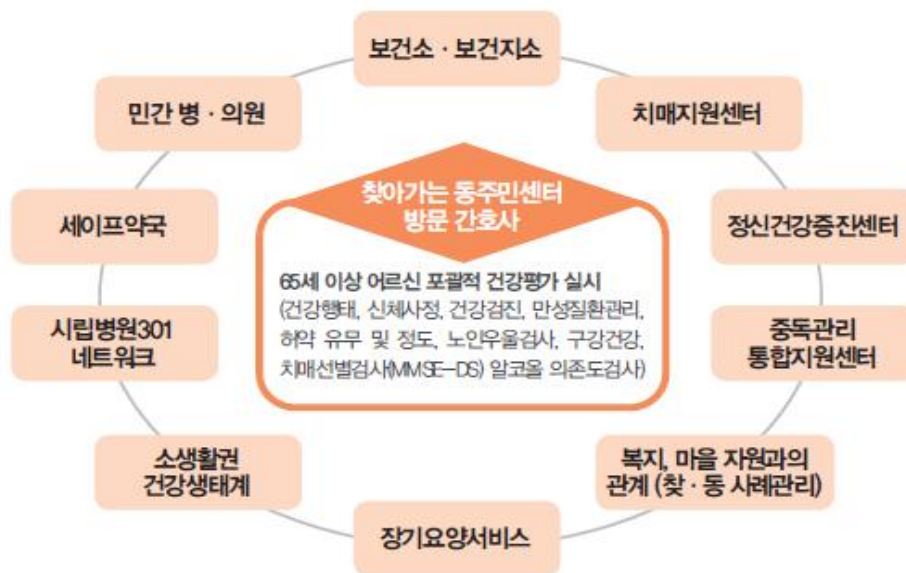 보건소 · 보건지소
민간 병 · 의원
치매지원센터
찾아가는 동주민센터
방문 간호사
세이프약국
정신건강증진센터
65세 이상 어르신 포괄적 건강평가 실시
(건강행태, 신체사정, 건강검진, 만성질환관리,
허약 유무 및 정도, 노인우울검사, 구강건강,
치매선별검사(MMSE-DS) 알코올 의존도검사)
시립병원301
네트워크
중독관리
통합지원센터
소생활권
건강생태계
복지, 마을 자원과의
관계 (찾 · 동 사례관리)
장기요양서비스